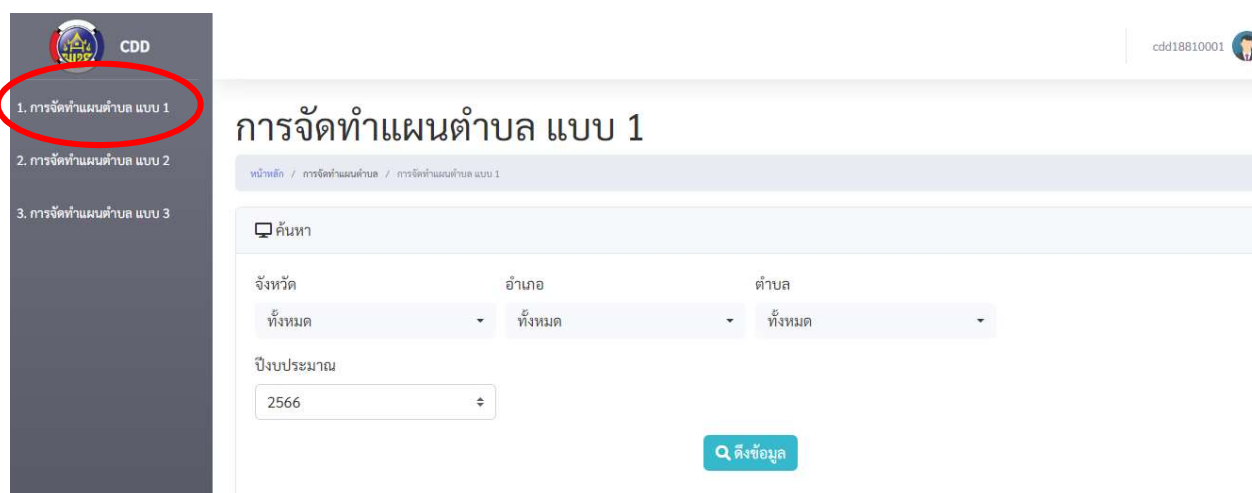 CDD
cdd18810001
1. การจัดทำแผนตำบล แบบ 1
2. การจัดทำแผนตำบล แบบ 2
3. การจัดทำแผนตำบล แบบ 3
การจัดทำแผนตำบล แบบ 1
หน้าหลัก / การจัดทำแผนตำบล / การจัดทำแผนตำบล แบบ 1
ค้นหา
จังหวัด อำเภอ ตำบล
ทั้งหมด ทั้งหมด ทั้งหมด
ปีงบประมาณ
2566
ดึงข้อมูล